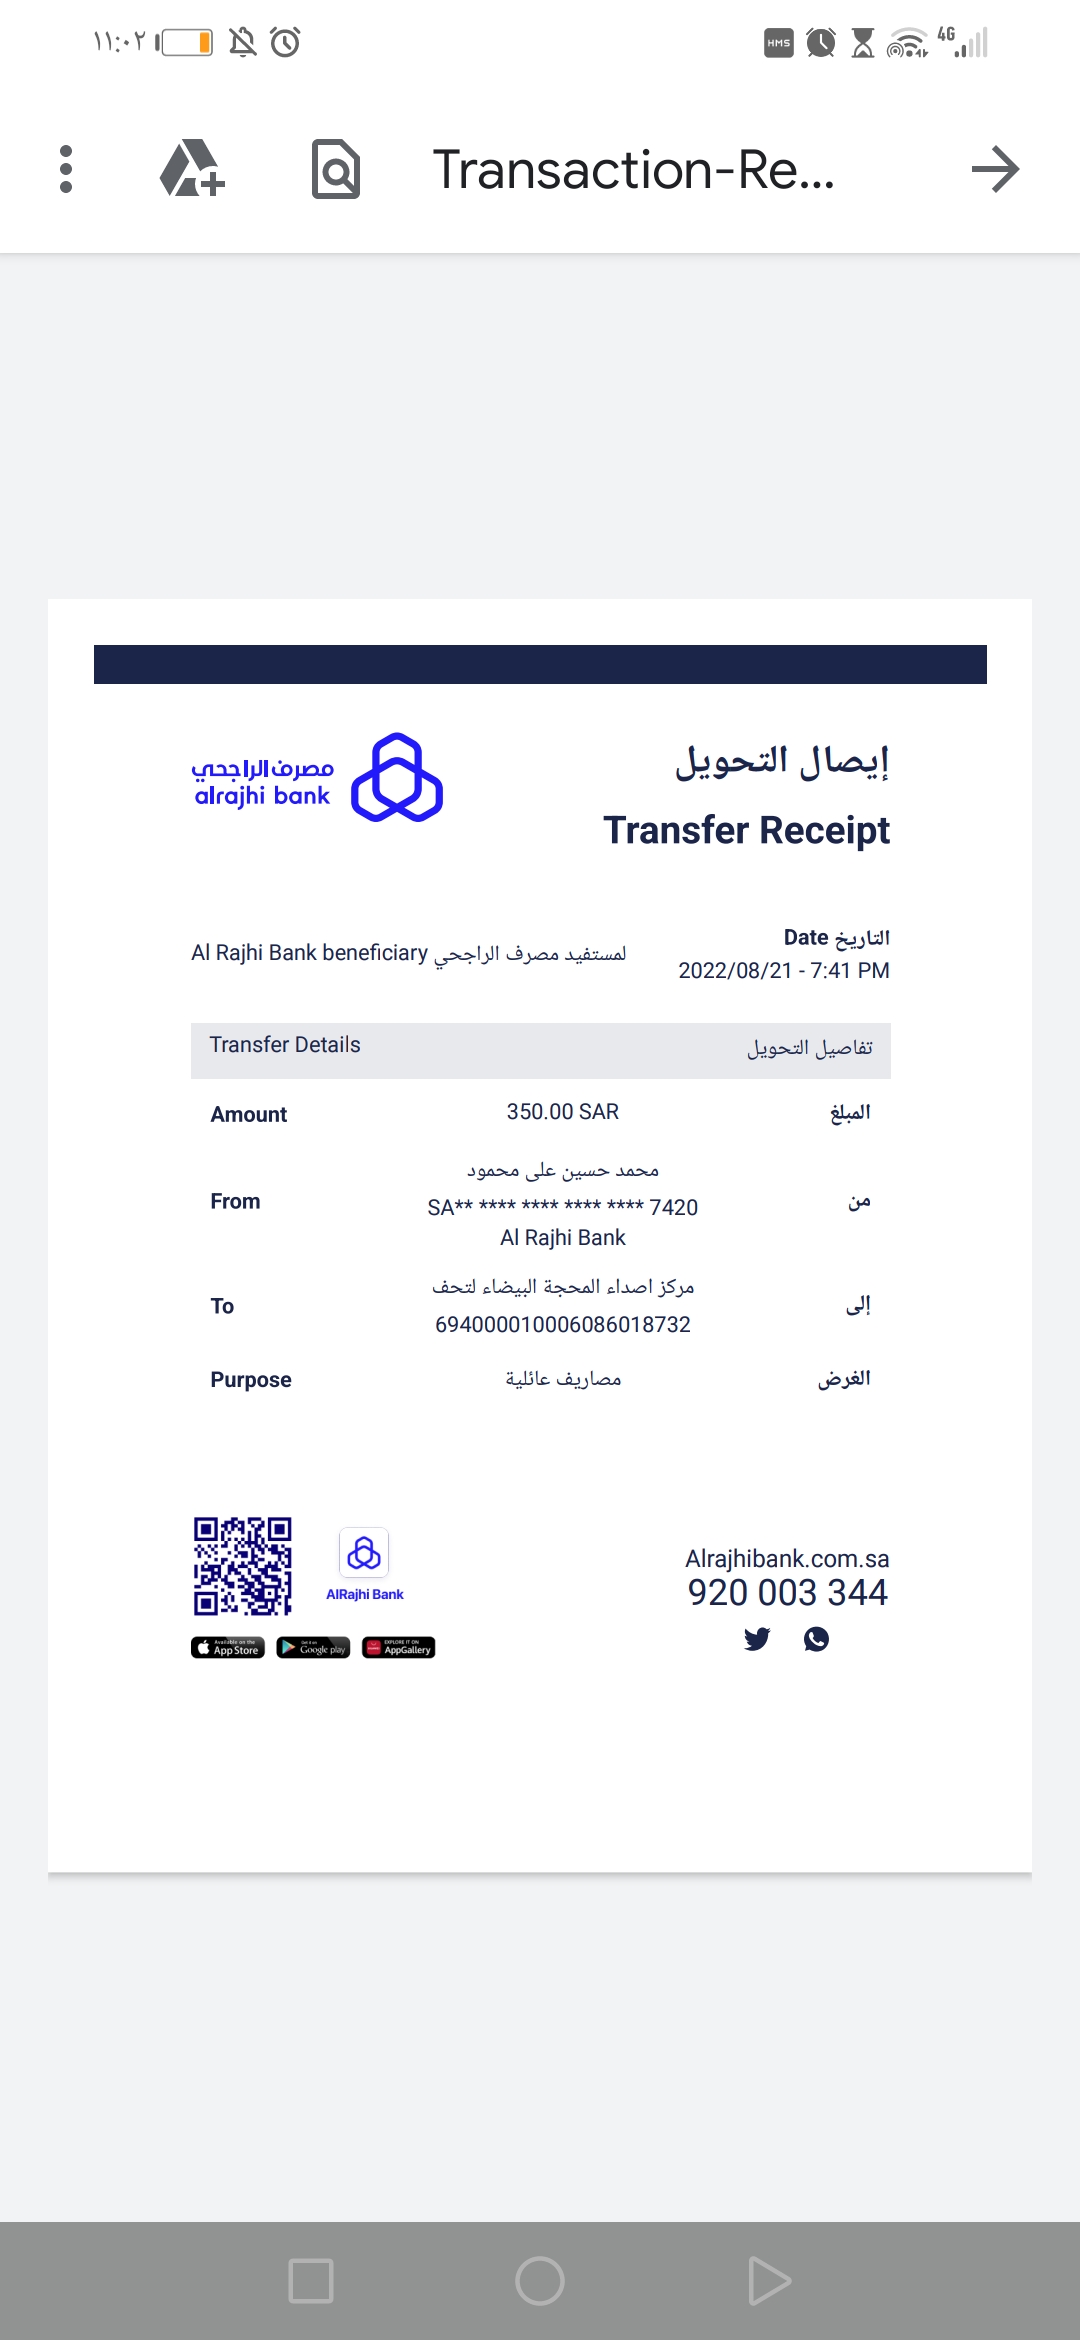 ١١:٠٢
HMS
4G
Transaction-Re...
مصرف الراجحي
alrajhi bank
إيصال التحويل
Transfer Receipt
Al Rajhi Bank beneficiary لمستفيد مصرف الراجحي
Date التاريخ
2022/08/21 - 7:41 PM
Transfer Details تفاصيل التحويل
Amount 350.00 SAR المبلغ
محمد حسين على محمود
From SA** **** **** **** **** 7420 من
Al Rajhi Bank
مركز اصداء المحجة البيضاء لتحف
To 694000010006086018732 إلى
Purpose مصاريف عائلية الغرض
AlRajhi Bank
Available on the App Store
Get it on Google play
EXPLORE IT ON AppGallery
Alrajhibank.com.sa
920 003 344